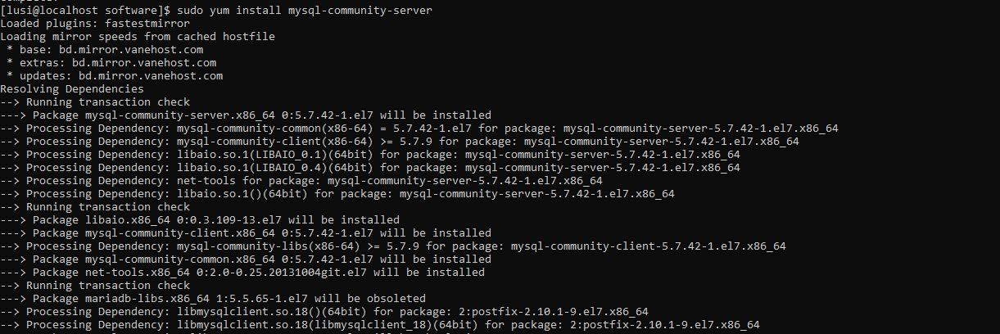 [lusi@localhost software]$ sudo yum install mysql-community-server
Loaded plugins: fastestmirror
Loading mirror speeds from cached hostfile
 * base: bd.mirror.vanehost.com
 * extras: bd.mirror.vanehost.com
 * updates: bd.mirror.vanehost.com
Resolving Dependencies
--> Running transaction check
---> Package mysql-community-server.x86_64 0:5.7.42-1.el7 will be installed
--> Processing Dependency: mysql-community-common(x86-64) = 5.7.42-1.el7 for package: mysql-community-server-5.7.42-1.el7.x86_64
--> Processing Dependency: mysql-community-client(x86-64) >= 5.7.9 for package: mysql-community-server-5.7.42-1.el7.x86_64
--> Processing Dependency: libaio.so.1(LIBAIO_0.1)(64bit) for package: mysql-community-server-5.7.42-1.el7.x86_64
--> Processing Dependency: libaio.so.1(LIBAIO_0.4)(64bit) for package: mysql-community-server-5.7.42-1.el7.x86_64
--> Processing Dependency: net-tools for package: mysql-community-server-5.7.42-1.el7.x86_64
--> Processing Dependency: libaio.so.1()(64bit) for package: mysql-community-server-5.7.42-1.el7.x86_64
--> Running transaction check
---> Package libaio.x86_64 0:0.3.109-13.el7 will be installed
---> Package mysql-community-client.x86_64 0:5.7.42-1.el7 will be installed
--> Processing Dependency: mysql-community-libs(x86-64) >= 5.7.9 for package: mysql-community-client-5.7.42-1.el7.x86_64
---> Package mysql-community-common.x86_64 0:5.7.42-1.el7 will be installed
---> Package net-tools.x86_64 0:2.0-0.25.20131004git.el7 will be installed
--> Running transaction check
---> Package mariadb-libs.x86_64 1:5.5.65-1.el7 will be obsoleted
--> Processing Dependency: libmysqlclient.so.18()(64bit) for package: 2:postfix-2.10.1-9.el7.x86_64
--> Processing Dependency: libmysqlclient.so.18(libmysqlclient_18)(64bit) for package: 2:postfix-2.10.1-9.el7.x86_64